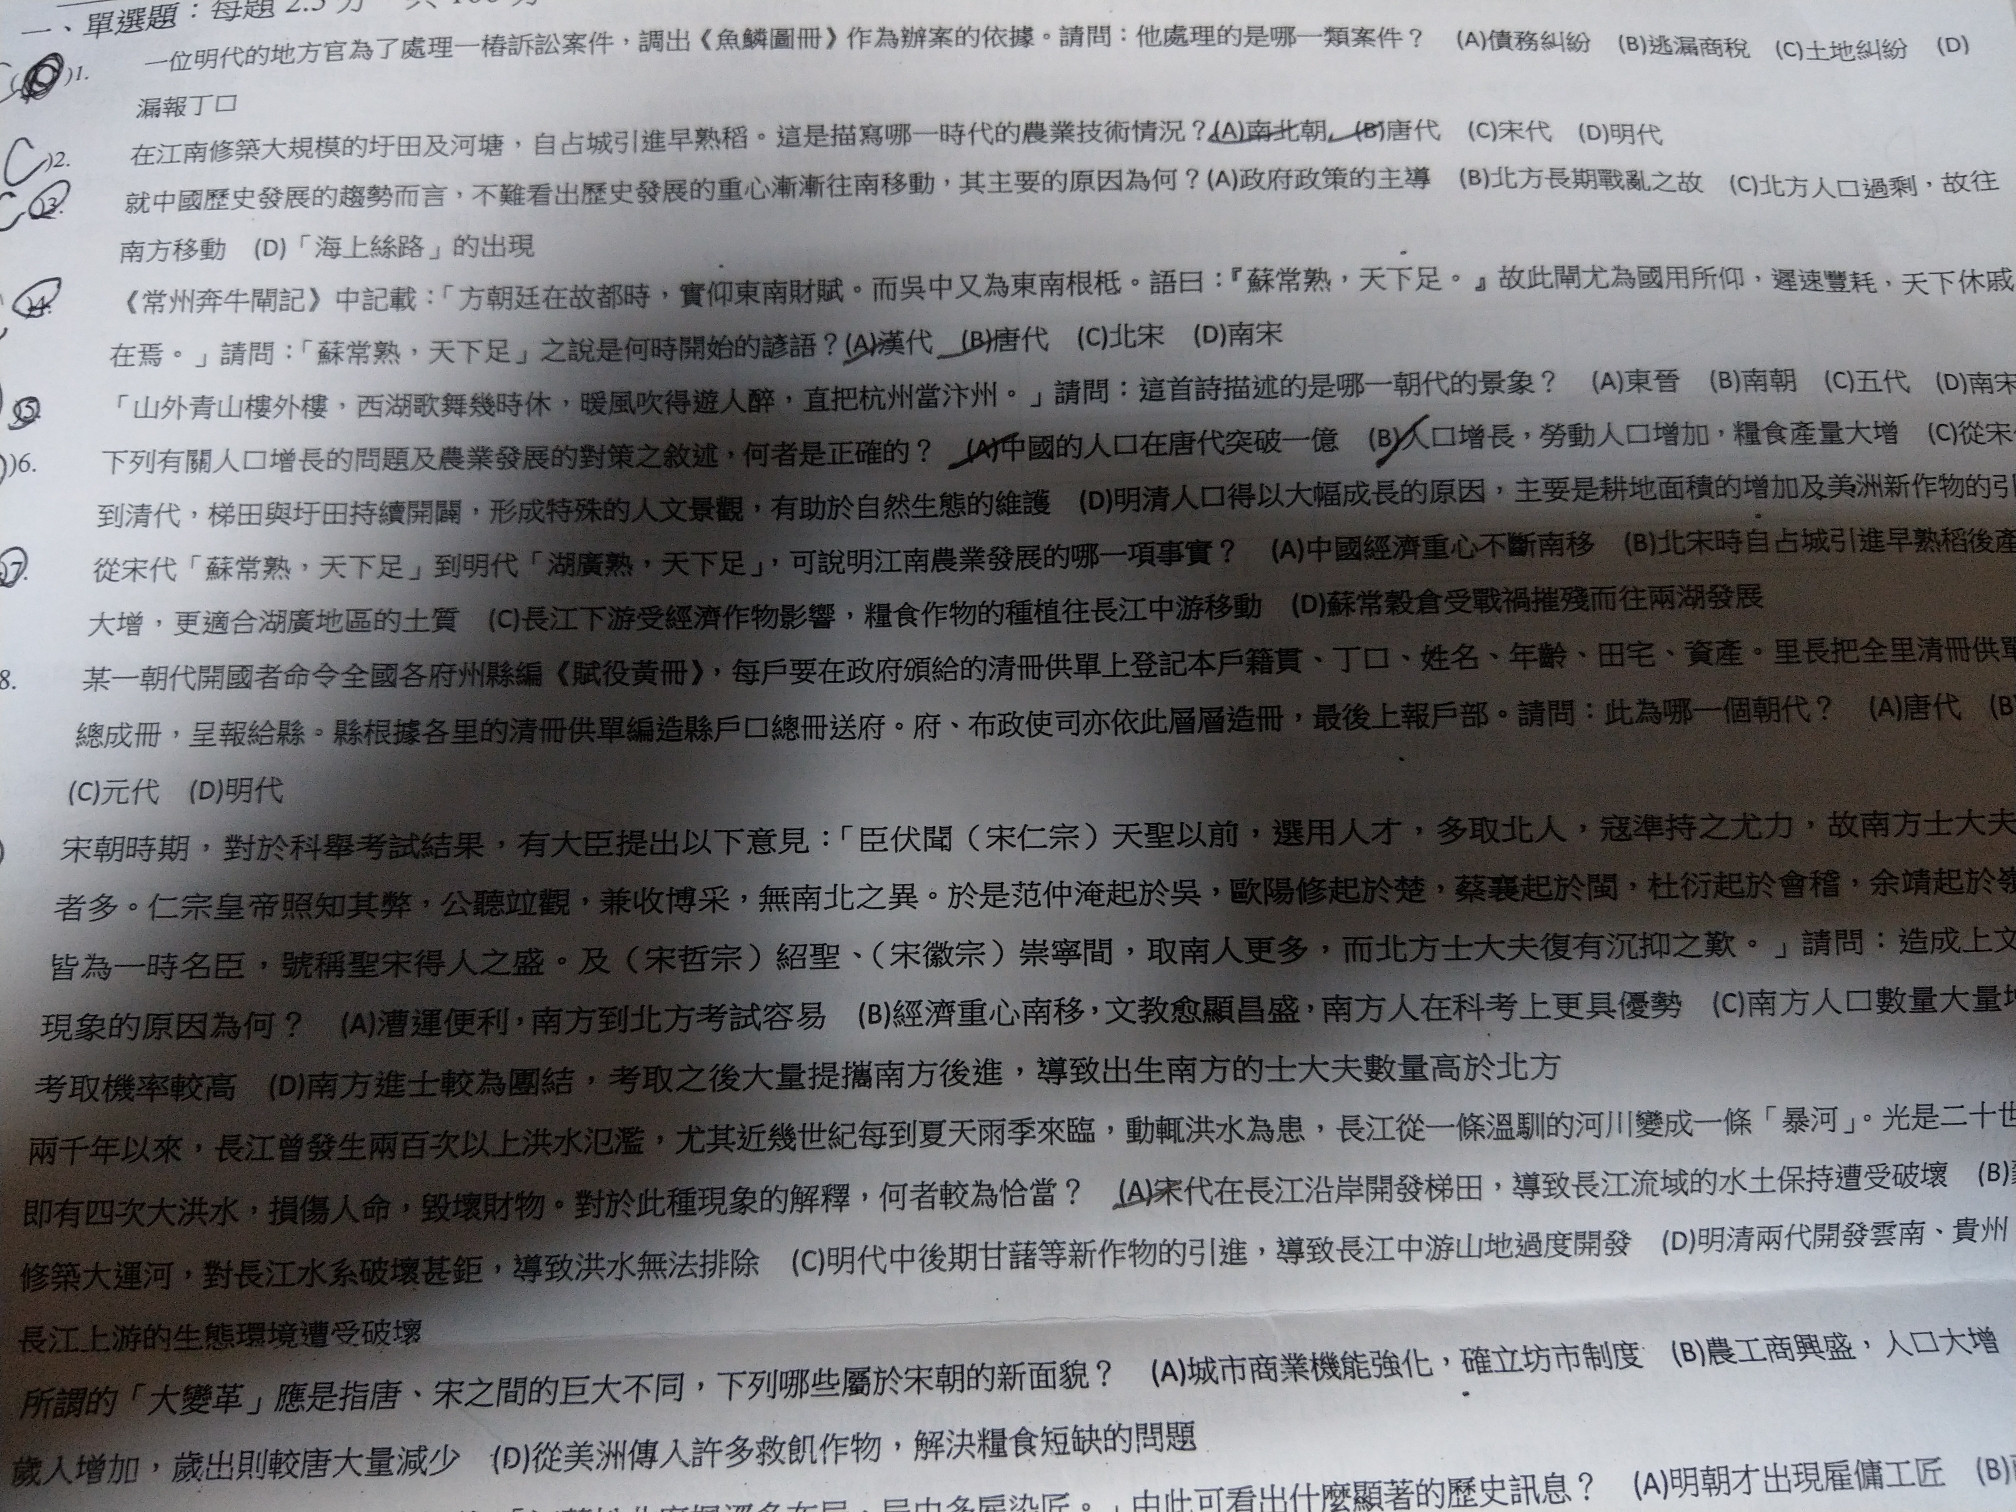 一、單選題：每題 2.5 分 共 100 分
1. 一位明代的地方官為了處理一樁訴訟案件，調出《魚鱗圖冊》作為辦案的依據。請問：他處理的是哪一類案件？ (A)債務糾紛 (B)逃漏商稅 (C)土地糾紛 (D)
漏報丁口
C)2. 在江南修築大規模的圩田及河塘，自占城引進早熟稻。這是描寫哪一時代的農業技術情況？(A)南北朝 (B)唐代 (C)宋代 (D)明代
3. 就中國歷史發展的趨勢而言，不難看出歷史發展的重心漸漸往南移動，其主要的原因為何？(A)政府政策的主導 (B)北方長期戰亂之故 (C)北方人口過剩，故往
南方移動 (D)「海上絲路」的出現
4. 《常州奔牛閘記》中記載：「方朝廷在故都時，實仰東南財賦。而吳中又為東南根柢。語曰：『蘇常熟，天下足。』故此閘尤為國用所仰，遲速豐耗，天下休戚
在焉。」請問：「蘇常熟，天下足」之說是何時開始的諺語？(A)漢代 (B)唐代 (C)北宋 (D)南宋
5. 「山外青山樓外樓，西湖歌舞幾時休，暖風吹得遊人醉，直把杭州當汴州。」請問：這首詩描述的是哪一朝代的景象？ (A)東晉 (B)南朝 (C)五代 (D)南宋
)6. 下列有關人口增長的問題及農業發展的對策之敘述，何者是正確的？ (A)中國的人口在唐代突破一億 (B)人口增長，勞動人口增加，糧食產量大增 (C)從宋
到清代，梯田與圩田持續開闢，形成特殊的人文景觀，有助於自然生態的維護 (D)明清人口得以大幅成長的原因，主要是耕地面積的增加及美洲新作物的引
7. 從宋代「蘇常熟，天下足」到明代「湖廣熟，天下足」，可說明江南農業發展的哪一項事實？ (A)中國經濟重心不斷南移 (B)北宋時自占城引進早熟稻後產
大增，更適合湖廣地區的土質 (C)長江下游受經濟作物影響，糧食作物的種植往長江中游移動 (D)蘇常穀倉受戰禍摧殘而往兩湖發展
8. 某一朝代開國者命令全國各府州縣編《賦役黃冊》，每戶要在政府頒給的清冊供單上登記本戶籍貫、丁口、姓名、年齡、田宅、資產。里長把全里清冊供單
總成冊，呈報給縣。縣根據各里的清冊供單編造縣戶口總冊送府。府、布政使司亦依此層層造冊，最後上報戶部。請問：此為哪一個朝代？ (A)唐代 (B
(C)元代 (D)明代
宋朝時期，對於科舉考試結果，有大臣提出以下意見：「臣伏聞（宋仁宗）天聖以前，選用人才，多取北人，寇準持之尤力，故南方士大夫
者多。仁宗皇帝照知其弊，公聽竝觀，兼收博采，無南北之異。於是范仲淹起於吳，歐陽修起於楚，蔡襄起於閩，杜衍起於會稽，余靖起於嶺
皆為一時名臣，號稱聖宋得人之盛。及（宋哲宗）紹聖、（宋徽宗）崇寧間，取南人更多，而北方士大夫復有沉抑之歎。」請問：造成上文
現象的原因為何？ (A)漕運便利，南方到北方考試容易 (B)經濟重心南移，文教愈顯昌盛，南方人在科考上更具優勢 (C)南方人口數量大量
考取機率較高 (D)南方進士較為團結，考取之後大量提攜南方後進，導致出生南方的士大夫數量高於北方
兩千年以來，長江曾發生兩百次以上洪水氾濫，尤其近幾世紀每到夏天雨季來臨，動輒洪水為患，長江從一條溫馴的河川變成一條「暴河」。光是二十世
即有四次大洪水，損傷人命，毀壞財物。對於此種現象的解釋，何者較為恰當？ (A)宋代在長江沿岸開發梯田，導致長江流域的水土保持遭受破壞 (B)
修築大運河，對長江水系破壞甚鉅，導致洪水無法排除 (C)明代中後期甘藷等新作物的引進，導致長江中游山地過度開發 (D)明清兩代開發雲南、貴州
長江上游的生態環境遭受破壞
所謂的「大變革」應是指唐、宋之間的巨大不同，下列哪些屬於宋朝的新面貌？ (A)城市商業機能強化，確立坊市制度 (B)農工商興盛，人口大增
歲入增加，歲出則較唐大量減少 (D)從美洲傳入許多救飢作物，解決糧食短缺的問題
由此可看出什麼顯著的歷史訊息？ (A)明朝才出現雇傭工匠 (B)